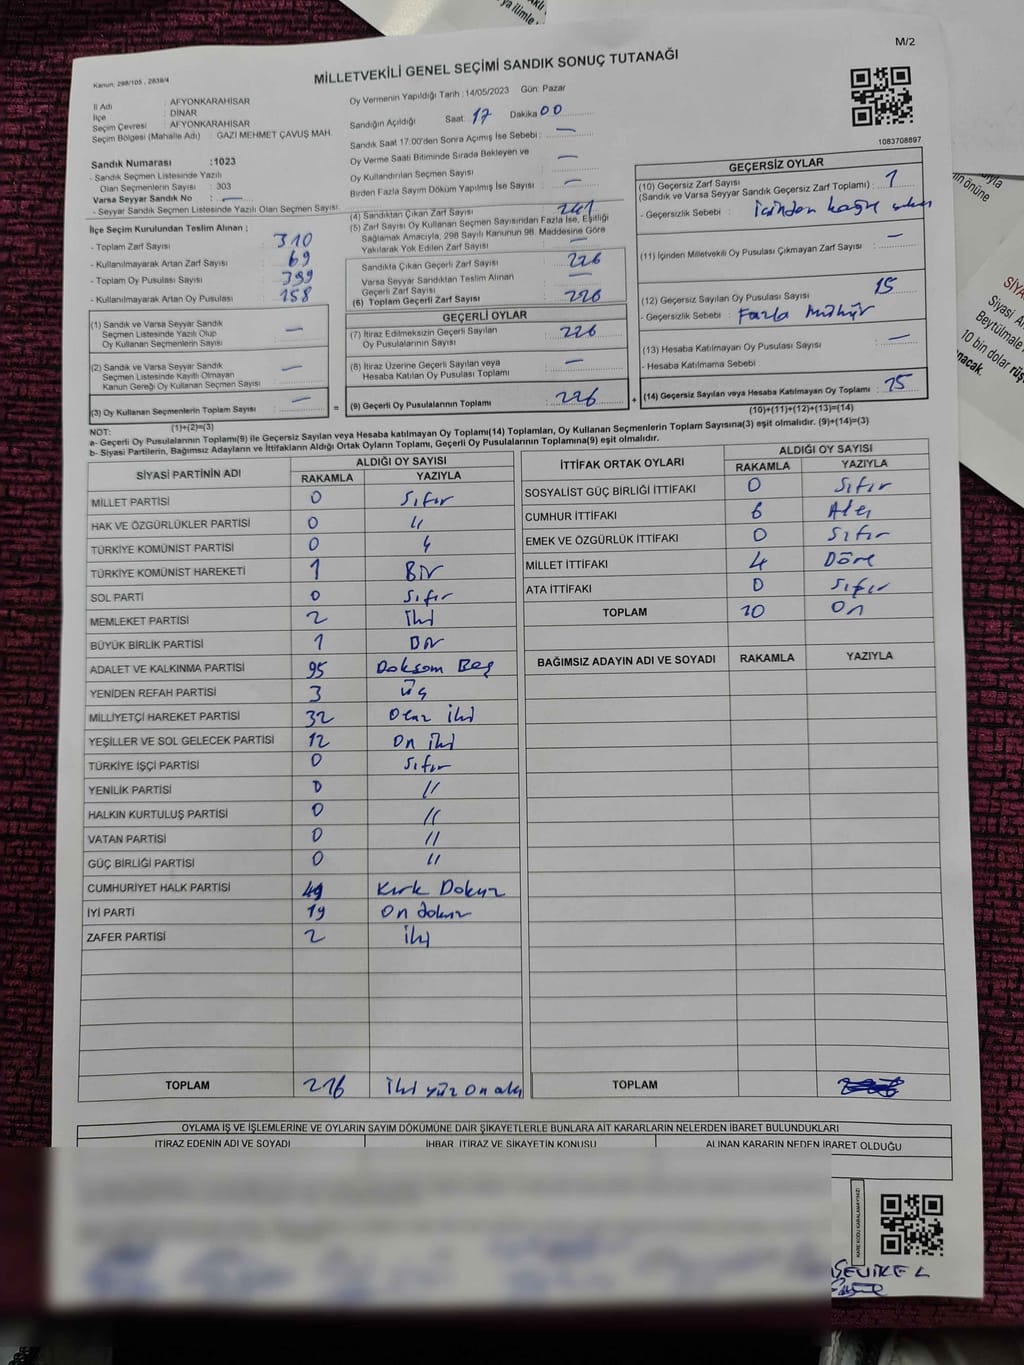 M/2
Kanun: 298/105 , 2839/4
MİLLETVEKİLİ GENEL SEÇİMİ SANDIK SONUÇ TUTANAĞI
1083708897
İl Adı : AFYONKARAHİSAR
İlçe : DİNAR
Seçim Çevresi : AFYONKARAHİSAR
Seçim Bölgesi (Mahalle Adı) : GAZİ MEHMET ÇAVUŞ MAH.
Sandık Numarası :1023
- Sandık Seçmen Listesinde Yazılı
Olan Seçmenlerin Sayısı : 303
Varsa Seyyar Sandık No : —
- Seyyar Sandık Seçmen Listesinde Yazılı Olan Seçmen Sayısı:
İlçe Seçim Kurulundan Teslim Alınan ;
- Toplam Zarf Sayısı : 310
- Kullanılmayarak Artan Zarf Sayısı : 69
- Toplam Oy Pusulası Sayısı : 399
- Kullanılmayarak Artan Oy Pusulası : 158
(1) Sandık ve Varsa Seyyar Sandık
Seçmen Listesinde Yazılı Olup
Oy Kullanan Seçmenlerin Sayısı : —
(2) Sandık ve Varsa Seyyar Sandık
Seçmen Listesinde Kayıtlı Olmayan
Kanun Gereği Oy Kullanan Seçmen Sayısı : —
(3) Oy Kullanan Seçmenlerin Toplam Sayısı : —
(1)+(2)=(3)
Oy Vermenin Yapıldığı Tarih :14/05/2023 Gün: Pazar
Sandığın Açıldığı Saat: 17 Dakika 00
Sandık Saat 17:00'den Sonra Açımış İse Sebebi : —
Oy Verme Saati Bitiminde Sırada Bekleyen ve
Oy Kullandırılan Seçmen Sayısı : —
Birden Fazla Sayım Döküm Yapılmış İse Sayısı : —
(4) Sandıktan Çıkan Zarf Sayısı : 241
(5) Zarf Sayısı Oy Kullanan Seçmen Sayısından Fazla İse, Eşitliği
Sağlamak Amacıyla, 298 Sayılı Kanunun 98. Maddesine Göre
Yakılarak Yok Edilen Zarf Sayısı : —
Sandıkta Çıkan Geçerli Zarf Sayısı : 226
Varsa Seyyar Sandıktan Teslim Alınan
Geçerli Zarf Sayısı : —
(6) Toplam Geçerli Zarf Sayısı : 226
GEÇERLİ OYLAR
(7) İtiraz Edilmeksizin Geçerli Sayılan
Oy Pusulalarının Sayısı : 226
(8) İtiraz Üzerine Geçerli Sayılan veya
Hesaba Katılan Oy Pusulası Toplamı : —
= (9) Geçerli Oy Pusulalarının Toplamı : 226
GEÇERSİZ OYLAR
(10) Geçersiz Zarf Sayısı
(Sandık ve Varsa Seyyar Sandık Geçersiz Zarf Toplamı) : 1
- Geçersizlik Sebebi : İçinden
(11) İçinden Milletvekili Oy Pusulası Çıkmayan Zarf Sayısı : —
(12) Geçersiz Sayılan Oy Pusulası Sayısı : 15
- Geçersizlik Sebebi : Fazla Mühür
(13) Hesaba Katılmayan Oy Pusulası Sayısı : —
- Hesaba Katılmama Sebebi :
+ (14) Geçersiz Sayılan veya Hesaba Katılmayan Oy Toplamı : 15
(10)+(11)+(12)+(13)=(14)
NOT:
a- Geçerli Oy Pusulalarının Toplamı(9) ile Geçersiz Sayılan veya Hesaba katılmayan Oy Toplamı(14) Toplamları, Oy Kullanan Seçmenlerin Toplam Sayısına(3) eşit olmalıdır. (9)+(14)=(3)
b- Siyasi Partilerin, Bağımsız Adayların ve İttifakların Aldığı Ortak Oyların Toplamı, Geçerli Oy Pusulalarının Toplamına(9) eşit olmalıdır.
SİYASİ PARTİNİN ADI ALDIĞI OY SAYISI
RAKAMLA YAZIYLA
MİLLET PARTİSİ 0 Sıfır
HAK VE ÖZGÜRLÜKLER PARTİSİ 0 "
TÜRKİYE KOMÜNİST PARTİSİ 0 "
TÜRKİYE KOMÜNİST HAREKETİ 1 Bir
SOL PARTİ 0 Sıfır
MEMLEKET PARTİSİ 2 İki
BÜYÜK BİRLİK PARTİSİ 1 Bir
ADALET VE KALKINMA PARTİSİ 95 Doksam Beş
YENİDEN REFAH PARTİSİ 3 Üç
MİLLİYETÇİ HAREKET PARTİSİ 32 Otuz iki
YEŞİLLER VE SOL GELECEK PARTİSİ 12 On iki
TÜRKİYE İŞÇİ PARTİSİ 0 Sıfır
YENİLİK PARTİSİ 0 "
HALKIN KURTULUŞ PARTİSİ 0 "
VATAN PARTİSİ 0 "
GÜÇ BİRLİĞİ PARTİSİ 0 "
CUMHURİYET HALK PARTİSİ 49 Kırk Dokuz
İYİ PARTİ 19 On dokuz
ZAFER PARTİSİ 2 İki
TOPLAM 216 İki yüz On altı
İTTİFAK ORTAK OYLARI ALDIĞI OY SAYISI
RAKAMLA YAZIYLA
SOSYALİST GÜÇ BİRLİĞİ İTTİFAKI 0 Sıfır
CUMHUR İTTİFAKI 6 Altı
EMEK VE ÖZGÜRLÜK İTTİFAKI 0 Sıfır
MİLLET İTTİFAKI 4 Dört
ATA İTTİFAKI 0 Sıfır
TOPLAM 10 On
BAĞIMSIZ ADAYIN ADI VE SOYADI RAKAMLA YAZIYLA
TOPLAM
OYLAMA İŞ VE İŞLEMLERİNE VE OYLARIN SAYIM DÖKÜMÜNE DAİR ŞİKAYETLERLE BUNLARA AİT KARARLARIN NELERDEN İBARET BULUNDUKLARI
İTİRAZ EDENİN ADI VE SOYADI İHBAR, İTİRAZ VE ŞİKAYETİN KONUSU ALINAN KARARIN NEDEN İBARET OLDUĞU
KARE KODU KARALAMAYINIZ!
10 bin dolar